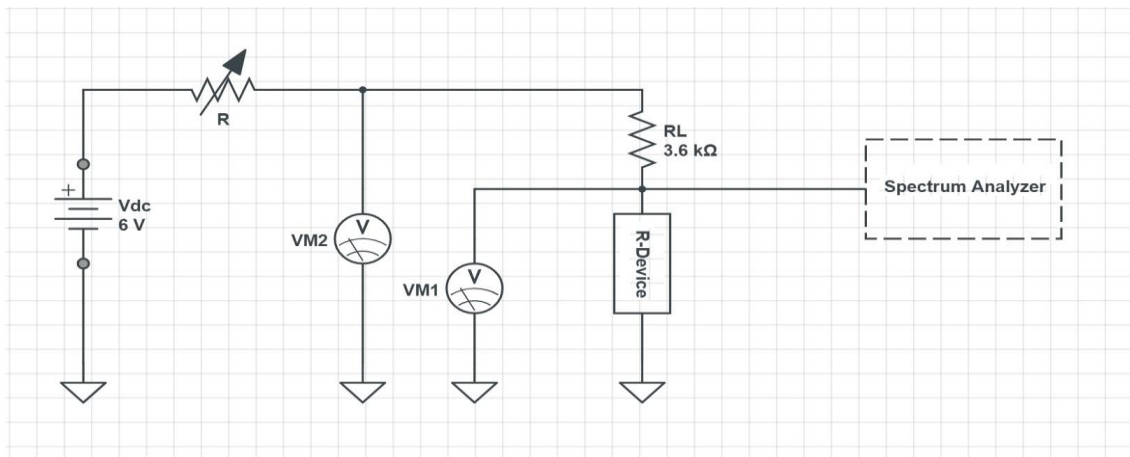 R
RL
3.6 kΩ
Spectrum Analyzer
+
Vdc
6 V
V
VM2
R-Device
V
VM1